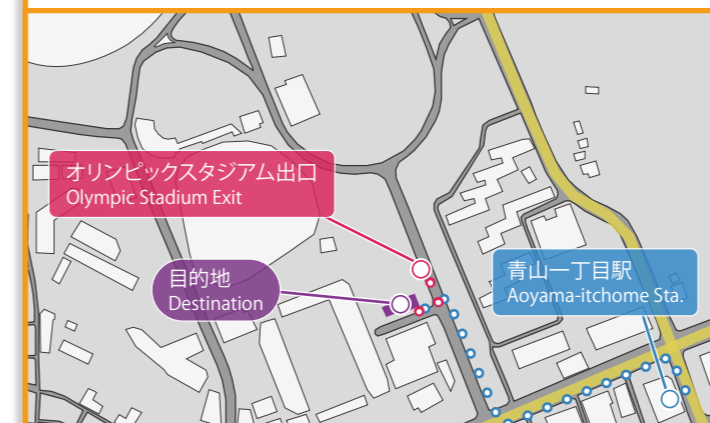 オリンピックスタジアム出口
Olympic Stadium Exit
目的地
Destination
青山一丁目駅
Aoyama-itchome Sta.